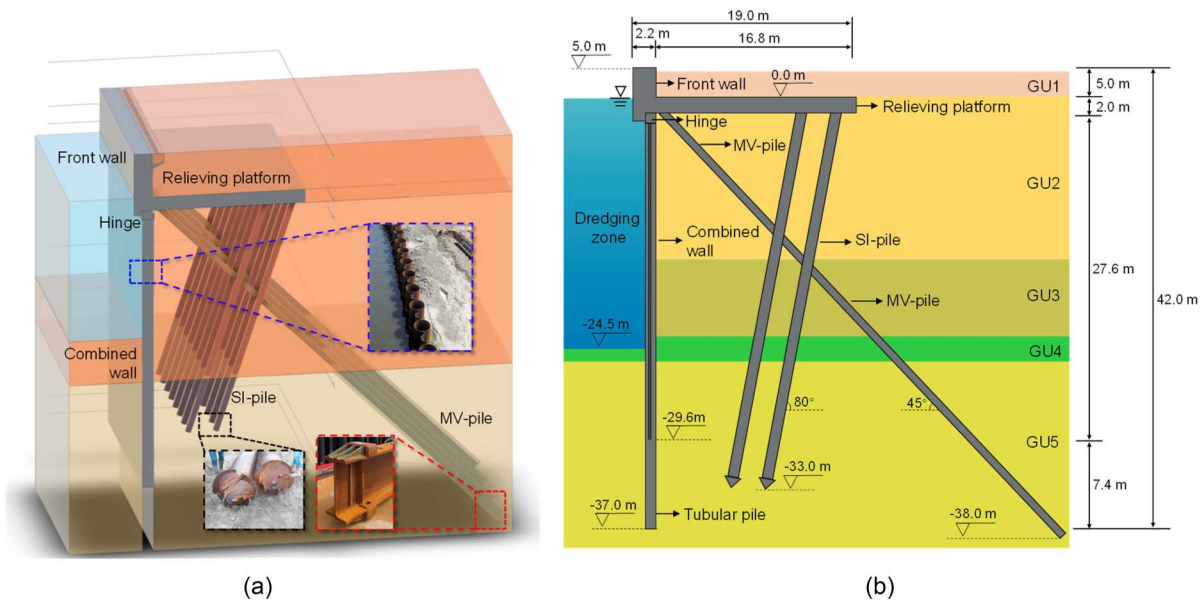 Front wall
Relieving platform
Hinge
Combined
wall
SI-pile
MV-pile
(a)
19.0 m
2.2 m
16.8 m
5.0 m
Front wall
0.0 m
GU1
5.0 m
Relieving platform
2.0 m
Hinge
MV-pile
GU2
Dredging
zone
Combined
wall
SI-pile
27.6 m
42.0 m
MV-pile
GU3
-24.5 m
GU4
80°
45°
-29.6m
GU5
-33.0 m
7.4 m
-37.0 m
Tubular pile
-38.0 m
(b)